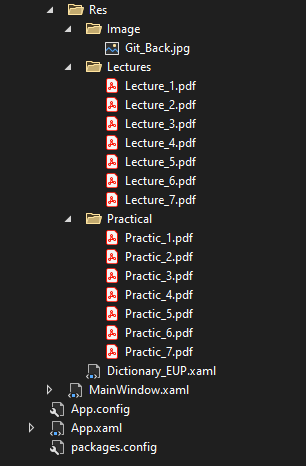 Res
Image
Git_Back.jpg
Lectures
Lecture_1.pdf
Lecture_2.pdf
Lecture_3.pdf
Lecture_4.pdf
Lecture_5.pdf
Lecture_6.pdf
Lecture_7.pdf
Practical
Practic_1.pdf
Practic_2.pdf
Practic_3.pdf
Practic_4.pdf
Practic_5.pdf
Practic_6.pdf
Practic_7.pdf
Dictionary_EUP.xaml
MainWindow.xaml
App.config
App.xaml
packages.config